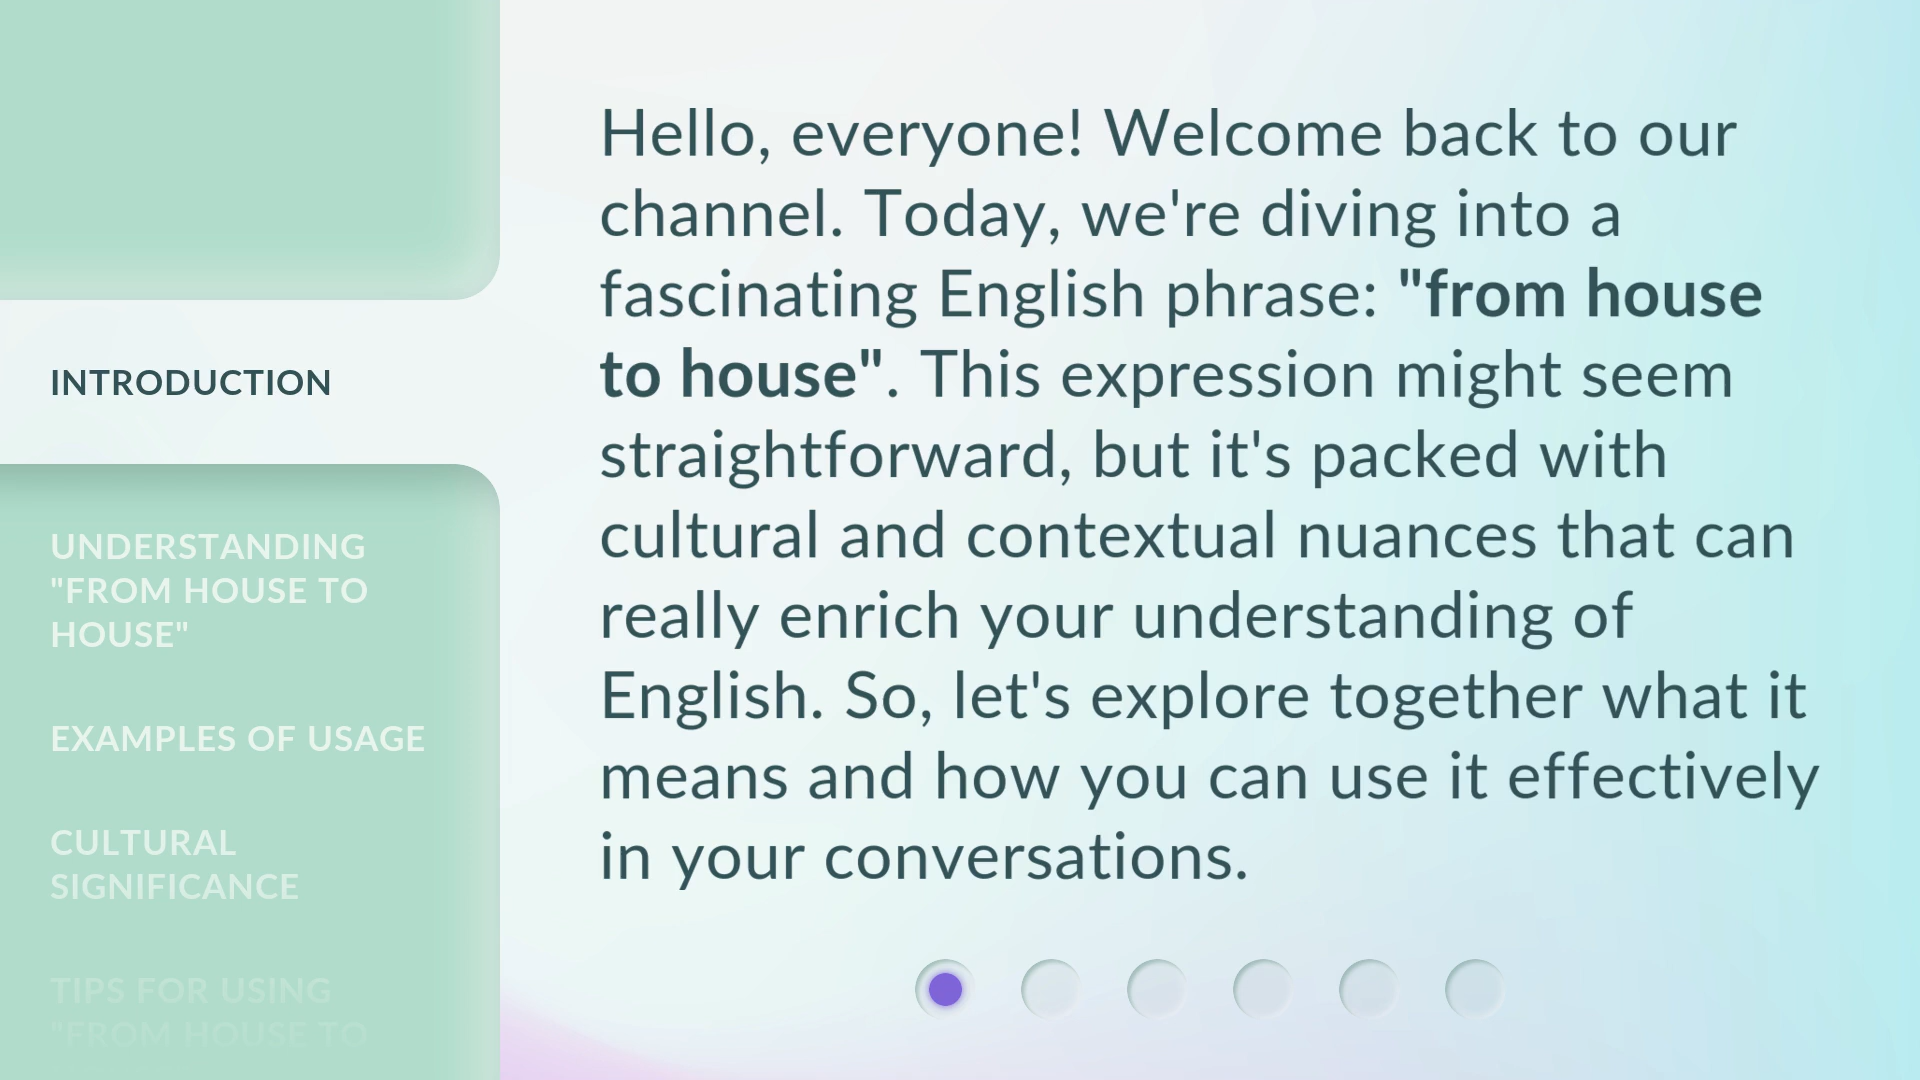 INTRODUCTION
UNDERSTANDING
"FROM HOUSE TO
HOUSE"
EXAMPLES OF USAGE
CULTURAL
SIGNIFICANCE
TIPS FOR USING
"FROM HOUSE TO
Hello, everyone! Welcome back to our
channel. Today, we're diving into a
fascinating English phrase: "from house
to house". This expression might seem
straightforward, but it's packed with
cultural and contextual nuances that can
really enrich your understanding of
English. So, let's explore together what it
means and how you can use it effectively
in your conversations.